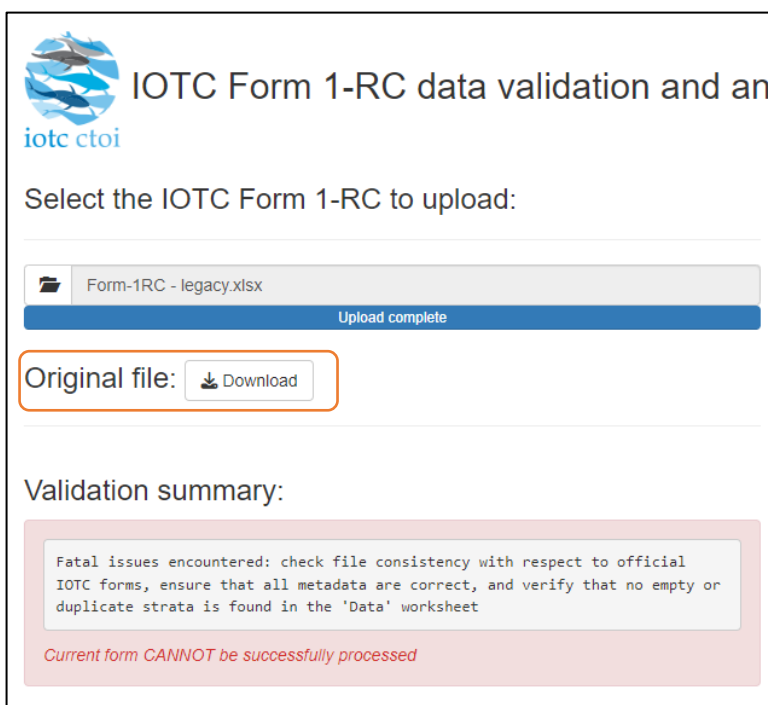 IOTC Form 1-RC data validation and an
iotc ctoi
Select the IOTC Form 1-RC to upload:
Form-1RC - legacy.xlsx
Upload complete
Original file: Download
Validation summary:
Fatal issues encountered: check file consistency with respect to official
IOTC forms, ensure that all metadata are correct, and verify that no empty or
duplicate strata is found in the 'Data' worksheet
Current form CANNOT be successfully processed